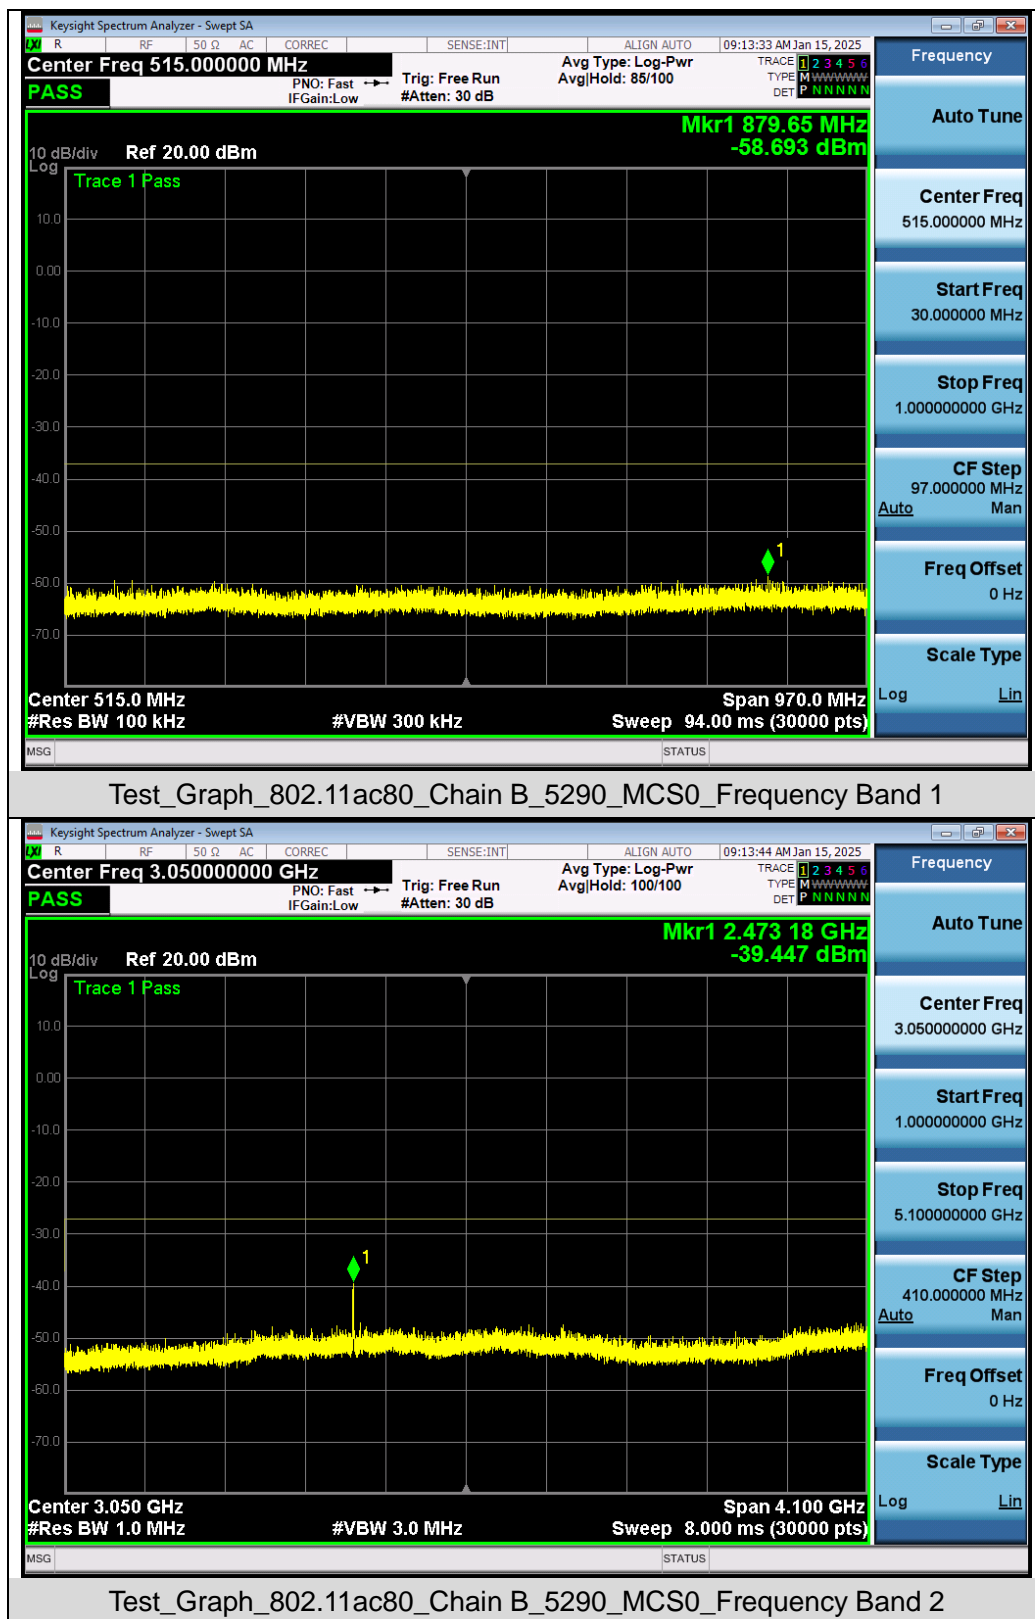 Keysight Spectrum Analyzer - Swept SA
LXI R RF 50 Ω AC CORREC SENSE:INT ALIGN AUTO 09:13:33 AM Jan 15, 2025
Center Freq 515.000000 MHz
PASS
PNO: Fast
IFGain:Low
Trig: Free Run
#Atten: 30 dB
Avg Type: Log-Pwr
Avg|Hold: 85/100
TRACE 1 2 3 4 5 6
TYPE M WWWWW
DET P N N N N N
Mkr1 879.65 MHz
-58.693 dBm
10 dB/div Ref 20.00 dBm
Log
Trace 1 Pass
10.0
0.00
-10.0
-20.0
-30.0
-40.0
-50.0
-60.0
-70.0
1
Center 515.0 MHz Span 970.0 MHz
#Res BW 100 kHz #VBW 300 kHz Sweep 94.00 ms (30000 pts)
MSG STATUS
Frequency
Auto Tune
Center Freq
515.000000 MHz
Start Freq
30.000000 MHz
Stop Freq
1.000000000 GHz
CF Step
97.000000 MHz
Auto Man
Freq Offset
0 Hz
Scale Type
Log Lin
Test_Graph_802.11ac80_Chain B_5290_MCS0_Frequency Band 1
Keysight Spectrum Analyzer - Swept SA
LXI R RF 50 Ω AC CORREC SENSE:INT ALIGN AUTO 09:13:44 AM Jan 15, 2025
Center Freq 3.050000000 GHz
PASS
PNO: Fast
IFGain:Low
Trig: Free Run
#Atten: 30 dB
Avg Type: Log-Pwr
Avg|Hold: 100/100
TRACE 1 2 3 4 5 6
TYPE M WWWWW
DET P N N N N N
Mkr1 2.473 18 GHz
-39.447 dBm
10 dB/div Ref 20.00 dBm
Log
Trace 1 Pass
10.0
0.00
-10.0
-20.0
-30.0
-40.0
-50.0
-60.0
-70.0
1
Center 3.050 GHz Span 4.100 GHz
#Res BW 1.0 MHz #VBW 3.0 MHz Sweep 8.000 ms (30000 pts)
MSG STATUS
Frequency
Auto Tune
Center Freq
3.050000000 GHz
Start Freq
1.000000000 GHz
Stop Freq
5.100000000 GHz
CF Step
410.000000 MHz
Auto Man
Freq Offset
0 Hz
Scale Type
Log Lin
Test_Graph_802.11ac80_Chain B_5290_MCS0_Frequency Band 2